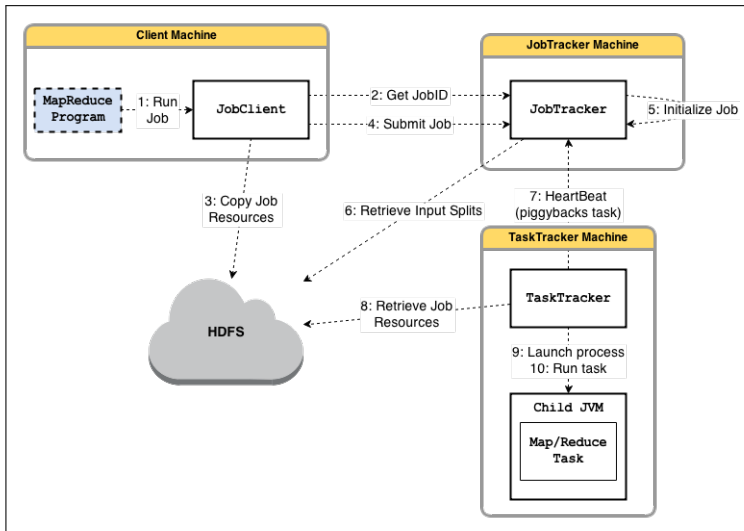 Client Machine
MapReduce
Program
1: Run
Job
JobClient
2: Get JobID
4: Submit Job
JobTracker Machine
JobTracker
5: Initialize Job
3: Copy Job
Resources
6: Retrieve Input Splits
7: HeartBeat
(piggybacks task)
TaskTracker Machine
TaskTracker
HDFS
8: Retrieve Job
Resources
9: Launch process
10: Run task
Child JVM
Map/Reduce
Task